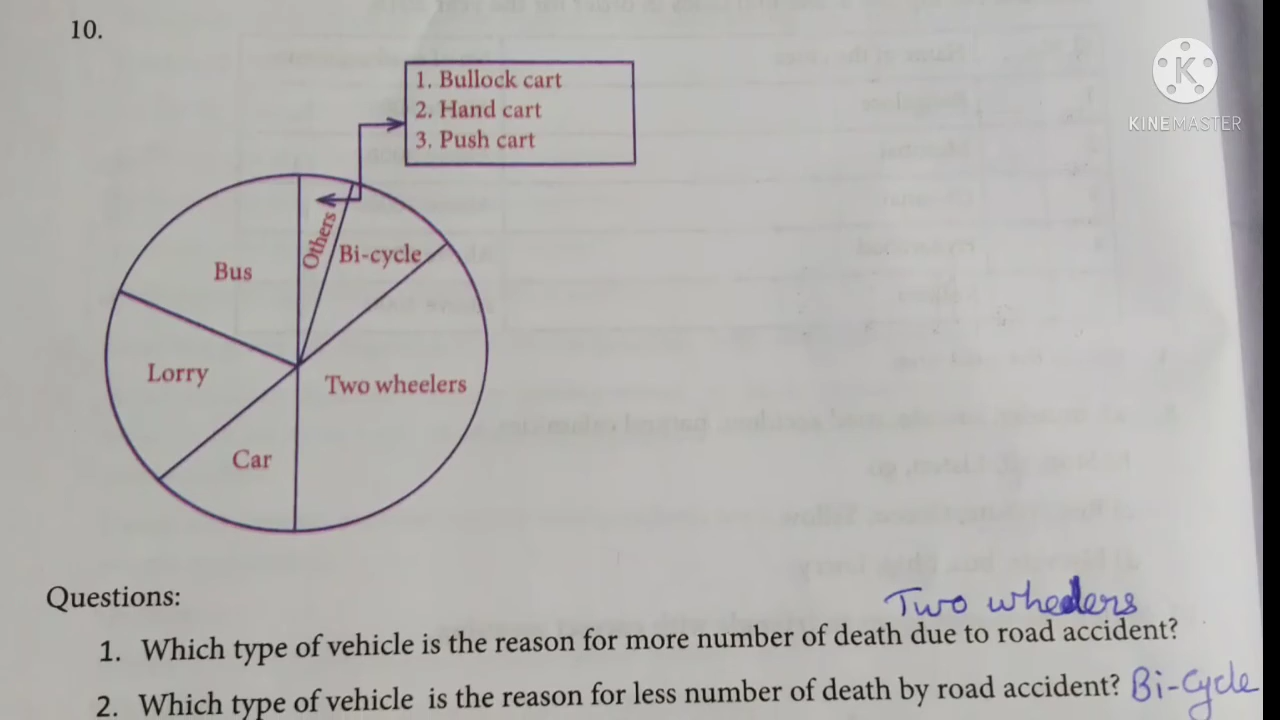 10.
1. Bullock cart
2. Hand cart
3. Push cart
KINEMASTER
Others
Bi-cycle
Bus
Lorry
Two wheelers
Car
Questions:
Two wheelers
1. Which type of vehicle is the reason for more number of death due to road accident?
2. Which type of vehicle is the reason for less number of death by road accident? Bi-cycle